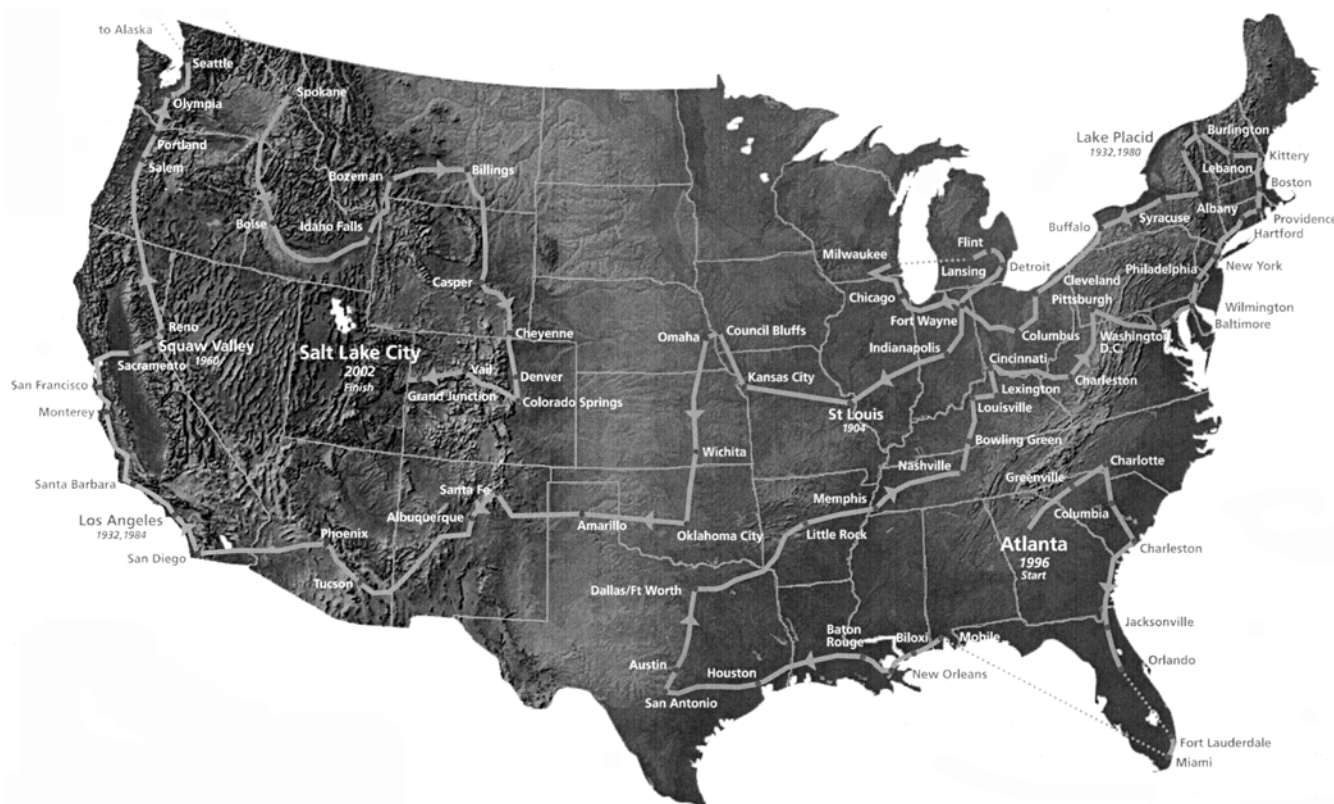 to Alaska
Seattle
Olympia
Spokane
Portland
Salem
Bozeman
Billings
Boise
Idaho Falls
Casper
Reno
Squaw Valley
1960
Sacramento
San Francisco
Monterey
Santa Barbara
Los Angeles
1932,1984
San Diego
Salt Lake City
2002
Finish
Cheyenne
Vail
Denver
Grand Junction
Colorado Springs
Santa Fe
Albuquerque
Phoenix
Tucson
Amarillo
Oklahoma City
Wichita
Omaha
Council Bluffs
Kansas City
St Louis
1904
Dallas/Ft Worth
Austin
San Antonio
Houston
Baton
Rouge
Biloxi
Mobile
New Orleans
Little Rock
Memphis
Nashville
Bowling Green
Louisville
Lexington
Cincinnati
Charleston
Indianapolis
Fort Wayne
Chicago
Milwaukee
Lansing
Flint
Detroit
Cleveland
Pittsburgh
Columbus
Washington,
D.C.
Baltimore
Wilmington
Philadelphia
New York
Hartford
Providence
Boston
Kittery
Lebanon
Burlington
Lake Placid
1932,1980
Albany
Syracuse
Buffalo
Greenville
Charlotte
Columbia
Atlanta
1996
Start
Charleston
Jacksonville
Orlando
Fort Lauderdale
Miami